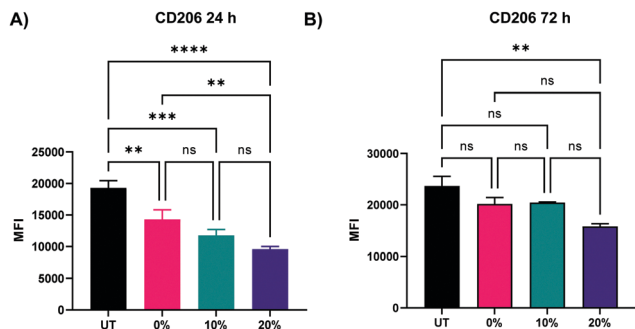 A)
CD206 24 h
****
**
***
**
ns
ns
25000
20000
15000
10000
5000
0
MFI
UT
0%
10%
20%
B)
CD206 72 h
**
ns
ns
ns
ns
ns
30000
20000
10000
0
MFI
UT
0%
10%
20%